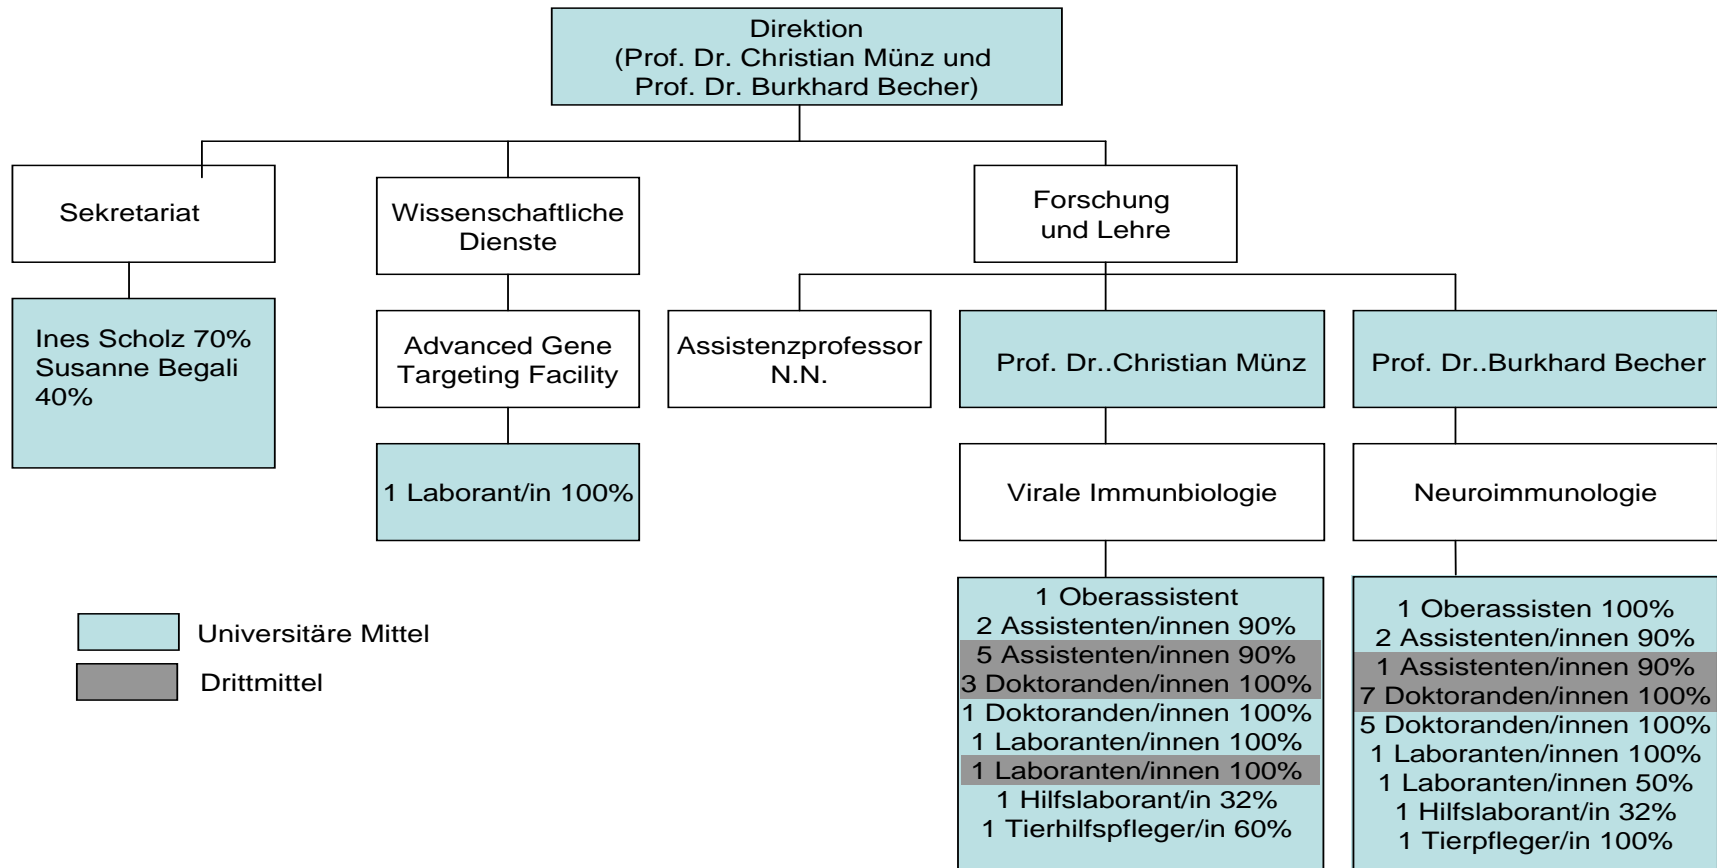 Direktion
(Prof. Dr. Christian Münz und
Prof. Dr. Burkhard Becher)
Sekretariat
Wissenschaftliche
Dienste
Forschung
und Lehre
Ines Scholz 70%
Susanne Begali
40%
Advanced Gene
Targeting Facility
Assistenzprofessor
N.N.
Prof. Dr..Christian Münz
Prof. Dr..Burkhard Becher
1 Laborant/in 100%
Virale Immunbiologie
Neuroimmunologie
1 Oberassistent
2 Assistenten/innen 90%
5 Assistenten/innen 90%
3 Doktoranden/innen 100%
1 Doktoranden/innen 100%
1 Laboranten/innen 100%
1 Laboranten/innen 100%
1 Hilfslaborant/in 32%
1 Tierhilfspfleger/in 60%
1 Oberassisten 100%
2 Assistenten/innen 90%
1 Assistenten/innen 90%
7 Doktoranden/innen 100%
5 Doktoranden/innen 100%
1 Laboranten/innen 100%
1 Laboranten/innen 50%
1 Hilfslaborant/in 32%
1 Tierpfleger/in 100%
Universitäre Mittel
Drittmittel